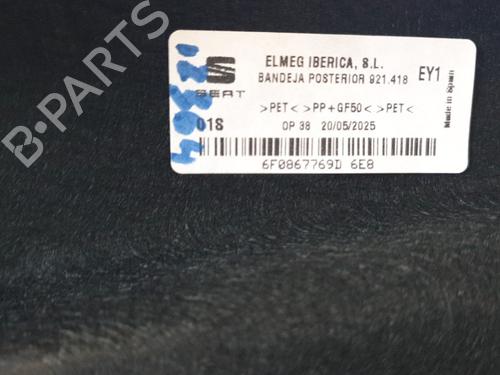 ELMEG IBERICA, S.L.
EY1
BANDEJA POSTERIOR 921.418
SEAT
Made in Spain
>PET< >PP+GF50< >PET<
01S
OP 38 20/05/2025
6F0867769D 6E8
B-PARTS